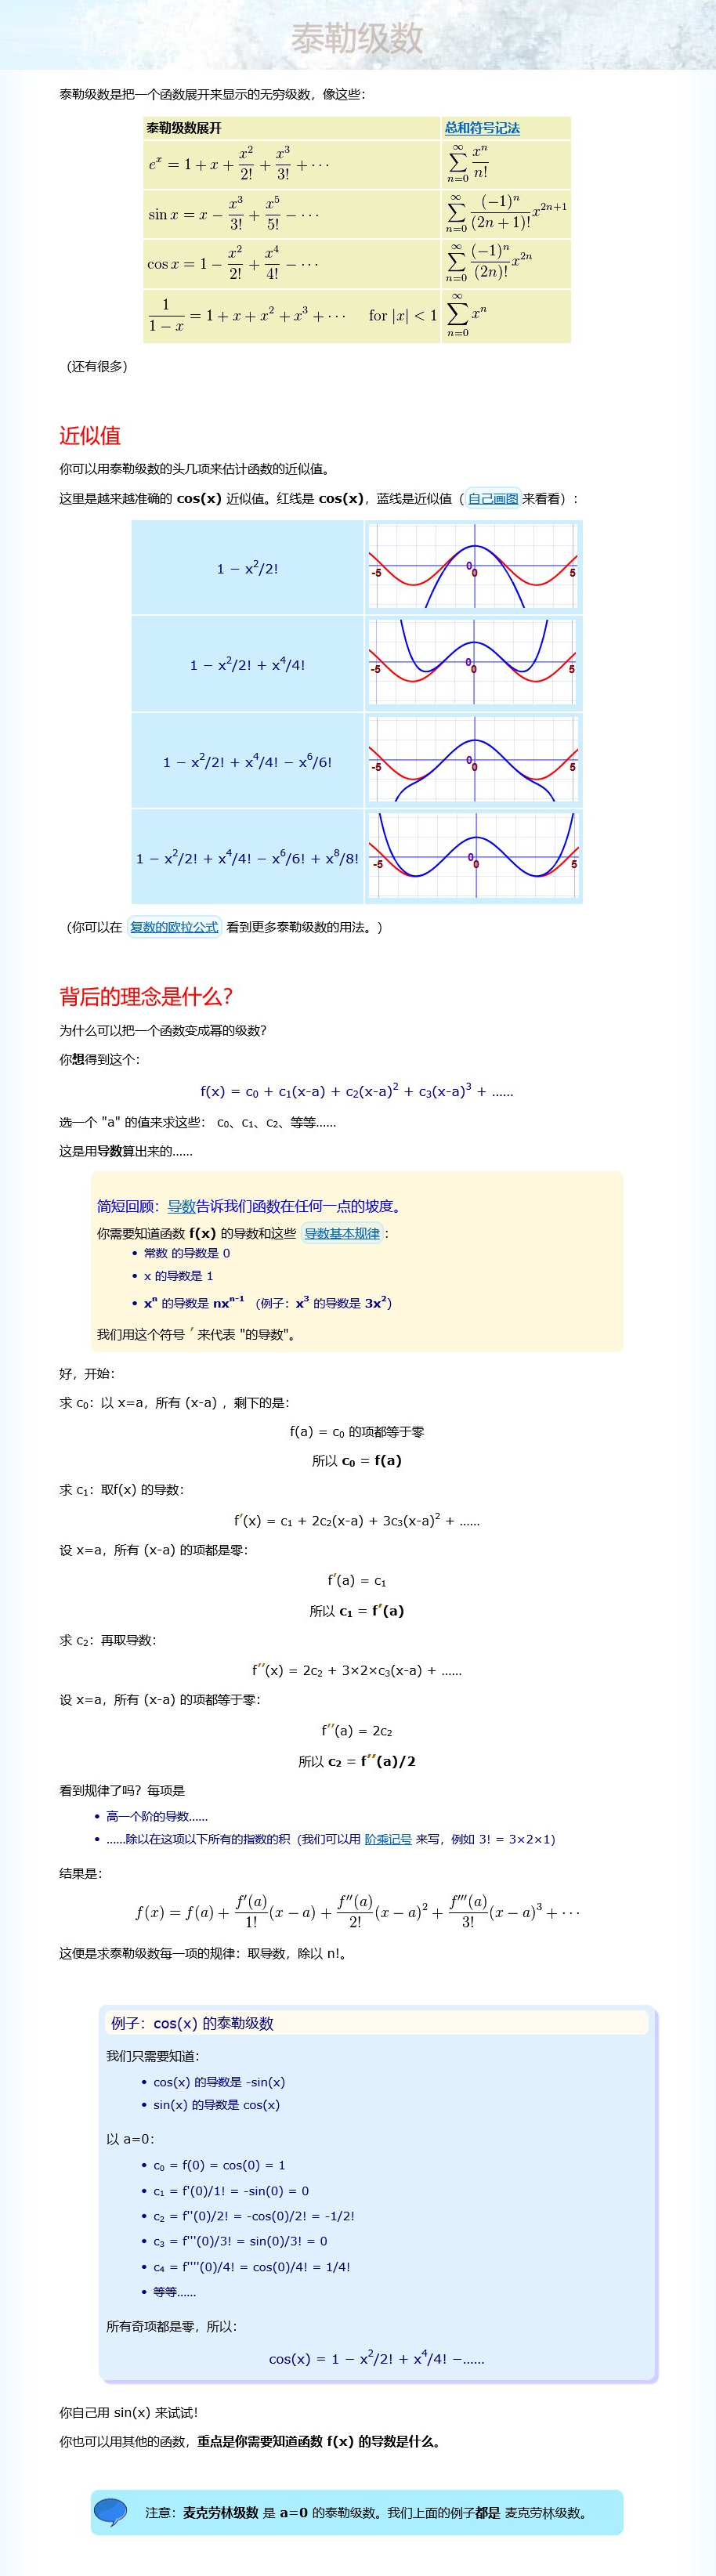 泰勒级数
泰勒级数是把一个函数展开来显示的无穷级数，像这些：
泰勒级数展开 总和符号记法
e^x = 1 + x + x^2/2! + x^3/3! + ··· ∑_{n=0}^{∞} x^n/n!
sin x = x − x^3/3! + x^5/5! − ··· ∑_{n=0}^{∞} (−1)^n/(2n+1)! x^{2n+1}
cos x = 1 − x^2/2! + x^4/4! − ··· ∑_{n=0}^{∞} (−1)^n/(2n)! x^{2n}
1/(1 − x) = 1 + x + x^2 + x^3 + ··· for |x| < 1 ∑_{n=0}^{∞} x^n
（还有很多）
近似值
你可以用泰勒级数的头几项来估计函数的近似值。
这里是越来越准确的 cos(x) 近似值。红线是 cos(x)，蓝线是近似值（ 自己画图 来看看）：
1 − x²/2! -5 0 0 5
1 − x²/2! + x⁴/4! -5 0 0 5
1 − x²/2! + x⁴/4! − x⁶/6! -5 0 0 5
1 − x²/2! + x⁴/4! − x⁶/6! + x⁸/8! -5 0 0 5
（你可以在 复数的欧拉公式 看到更多泰勒级数的用法。）
背后的理念是什么？
为什么可以把一个函数变成幂的级数？
你想得到这个：
f(x) = c₀ + c₁(x-a) + c₂(x-a)² + c₃(x-a)³ + ......
选一个 "a" 的值来求这些： c₀、c₁、c₂、等等......
这是用导数算出来的......
简短回顾：导数告诉我们函数在任何一点的坡度。
你需要知道函数 f(x) 的导数和这些 导数基本规律：
• 常数 的导数是 0
• x 的导数是 1
• xⁿ 的导数是 nxⁿ⁻¹ （例子：x³ 的导数是 3x²）
我们用这个符号 ′ 来代表 "的导数"。
好，开始：
求 c₀：以 x=a，所有 (x-a) ，剩下的是：
f(a) = c₀ 的项都等于零
所以 c₀ = f(a)
求 c₁：取f(x) 的导数：
f′(x) = c₁ + 2c₂(x-a) + 3c₃(x-a)² + ......
设 x=a，所有 (x-a) 的项都是零：
f′(a) = c₁
所以 c₁ = f′(a)
求 c₂：再取导数：
f′′(x) = 2c₂ + 3×2×c₃(x-a) + ......
设 x=a，所有 (x-a) 的项都等于零：
f′′(a) = 2c₂
所以 c₂ = f′′(a)/2
看到规律了吗？每项是
• 高一个阶的导数......
• ......除以在这项以下所有的指数的积（我们可以用 阶乘记号 来写，例如 3! = 3×2×1）
结果是：
f(x) = f(a) + f′(a)/1! (x − a) + f′′(a)/2! (x − a)² + f′′′(a)/3! (x − a)³ + ···
这便是求泰勒级数每一项的规律：取导数，除以 n!。
例子：cos(x) 的泰勒级数
我们只需要知道：
• cos(x) 的导数是 -sin(x)
• sin(x) 的导数是 cos(x)
以 a=0：
• c₀ = f(0) = cos(0) = 1
• c₁ = f'(0)/1! = -sin(0) = 0
• c₂ = f''(0)/2! = -cos(0)/2! = -1/2!
• c₃ = f'''(0)/3! = sin(0)/3! = 0
• c₄ = f''''(0)/4! = cos(0)/4! = 1/4!
• 等等......
所有奇项都是零，所以：
cos(x) = 1 − x²/2! + x⁴/4! −......
你自己用 sin(x) 来试试！
你也可以用其他的函数，重点是你需要知道函数 f(x) 的导数是什么。
注意：麦克劳林级数 是 a=0 的泰勒级数。我们上面的例子都是 麦克劳林级数。